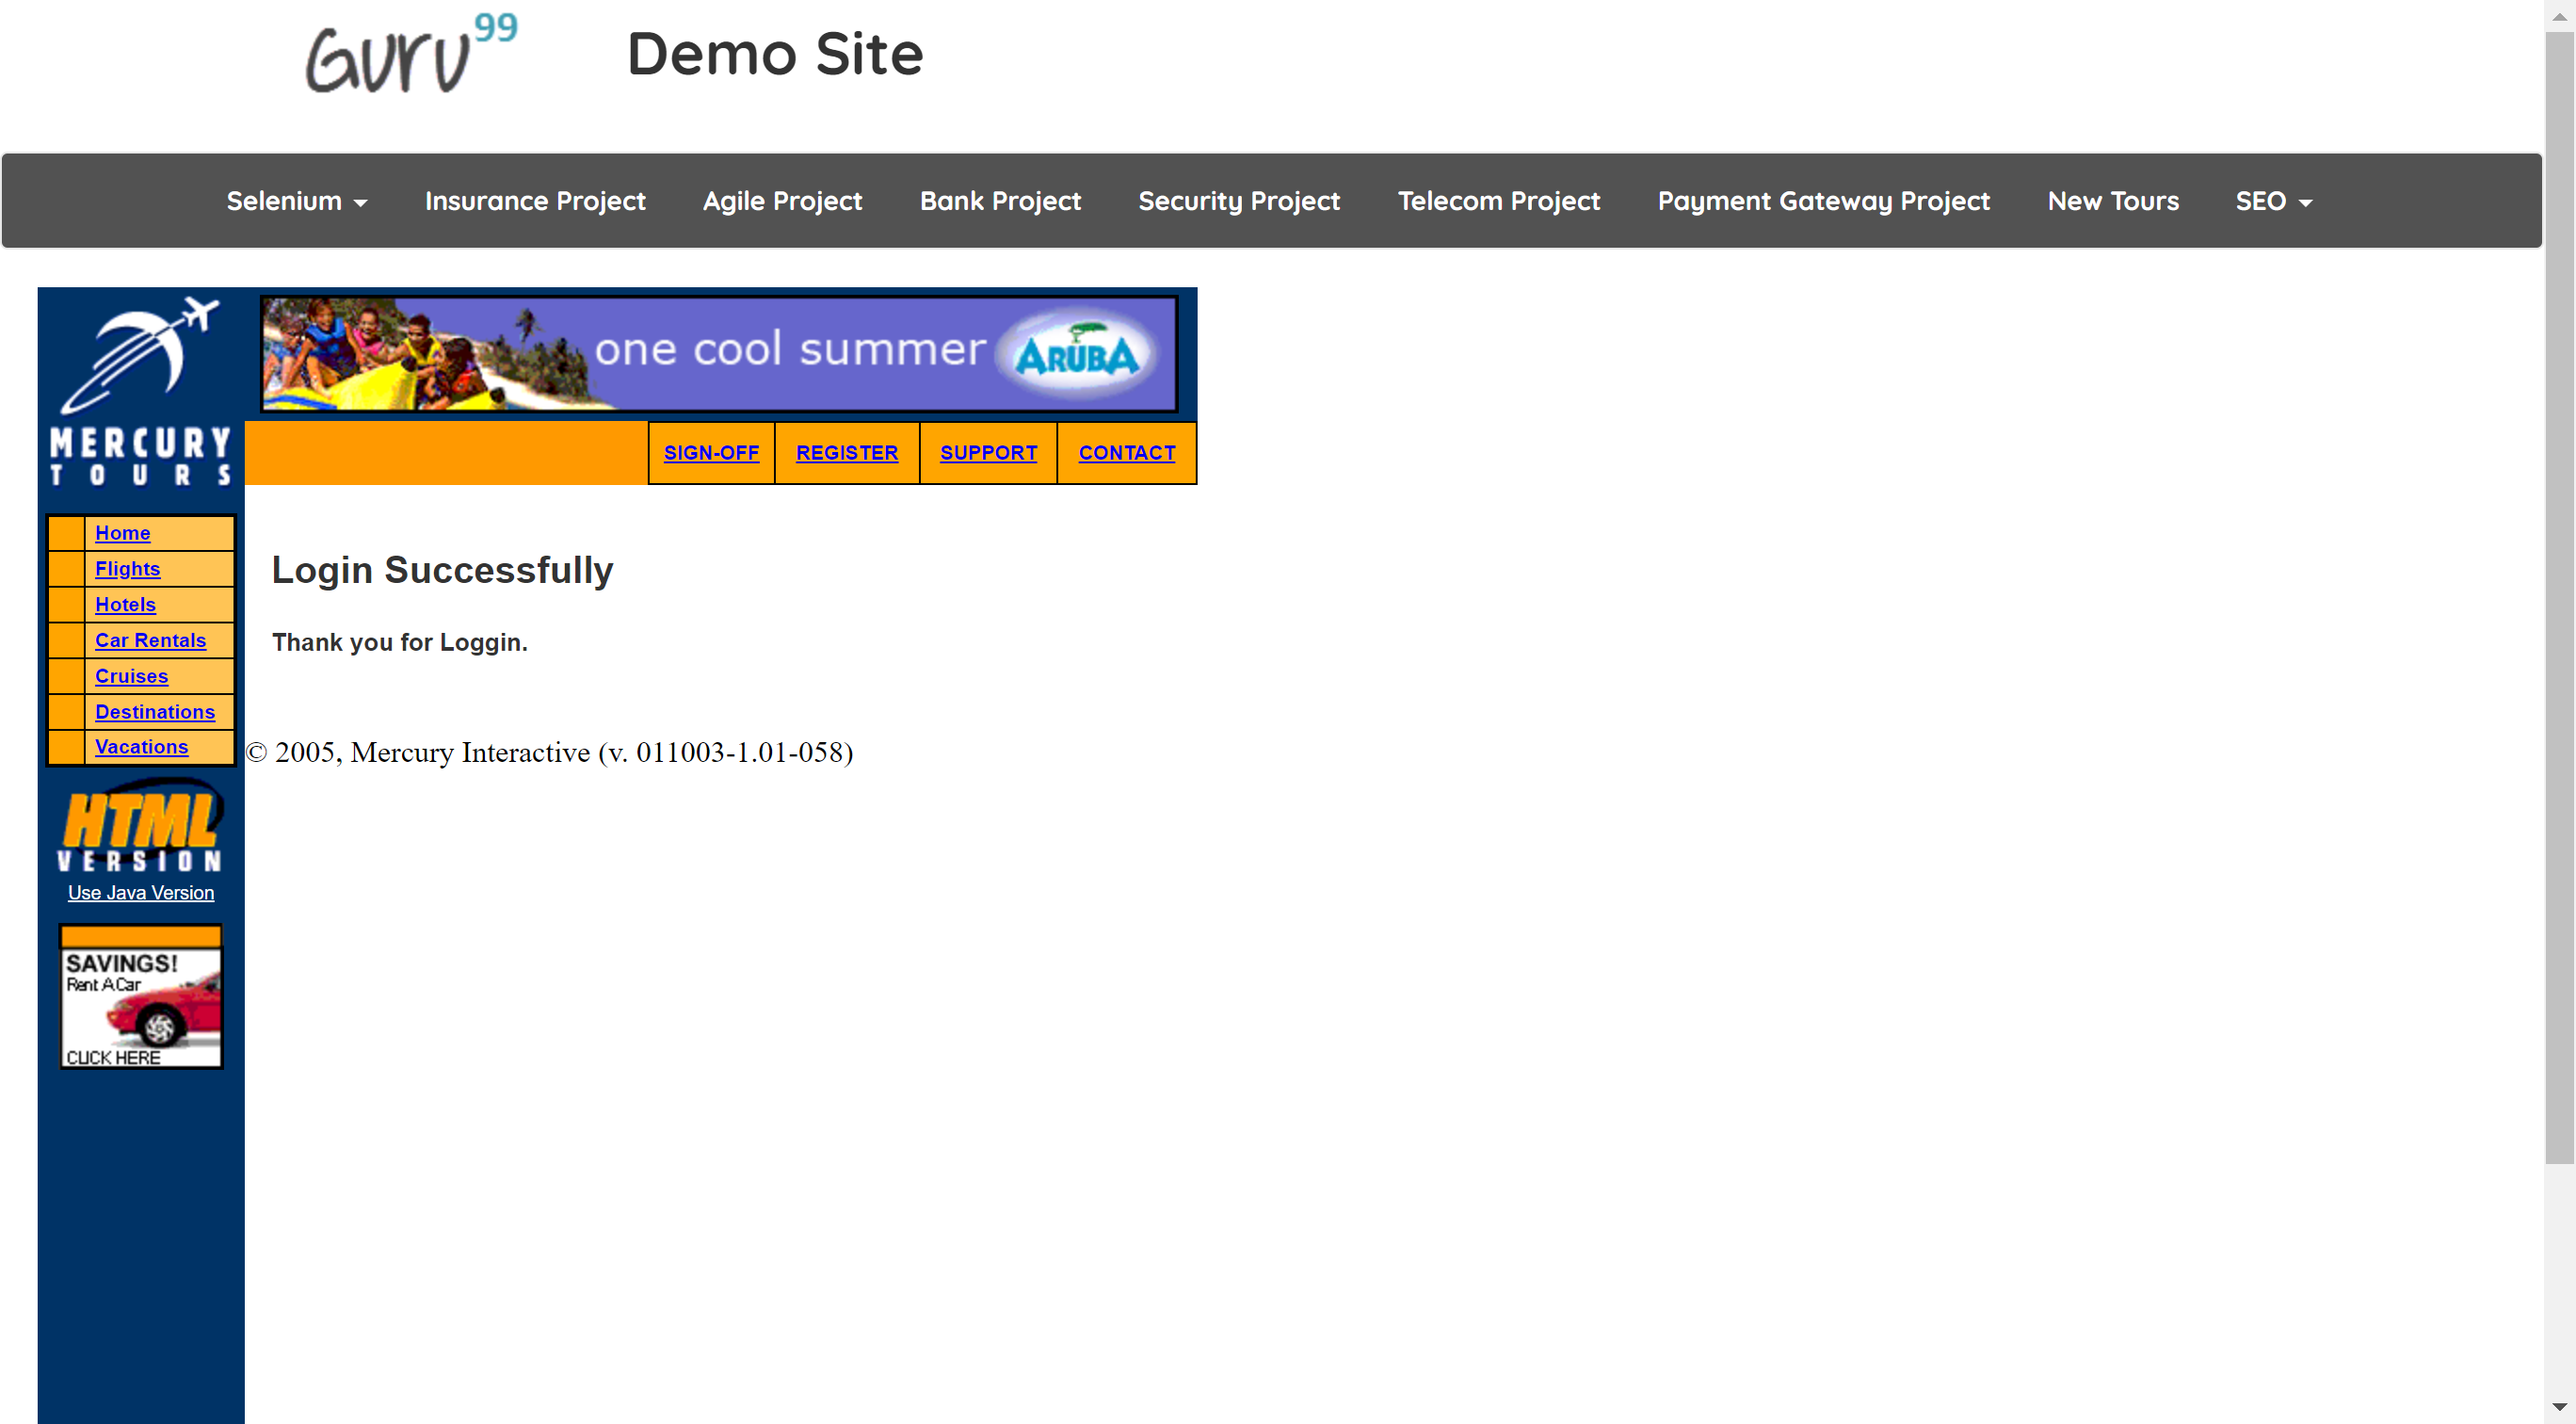 Guru99
Demo Site
Selenium
Insurance Project
Agile Project
Bank Project
Security Project
Telecom Project
Payment Gateway Project
New Tours
SEO
MERCURY
TOURS
one cool summer
ARUBA
SIGN-OFF
REGISTER
SUPPORT
CONTACT
Home
Flights
Hotels
Car Rentals
Cruises
Destinations
Vacations
Login Successfully
Thank you for Loggin.
© 2005, Mercury Interactive (v. 011003-1.01-058)
HTML
VERSION
Use Java Version
SAVINGS!
Rent A Car
CLICK HERE